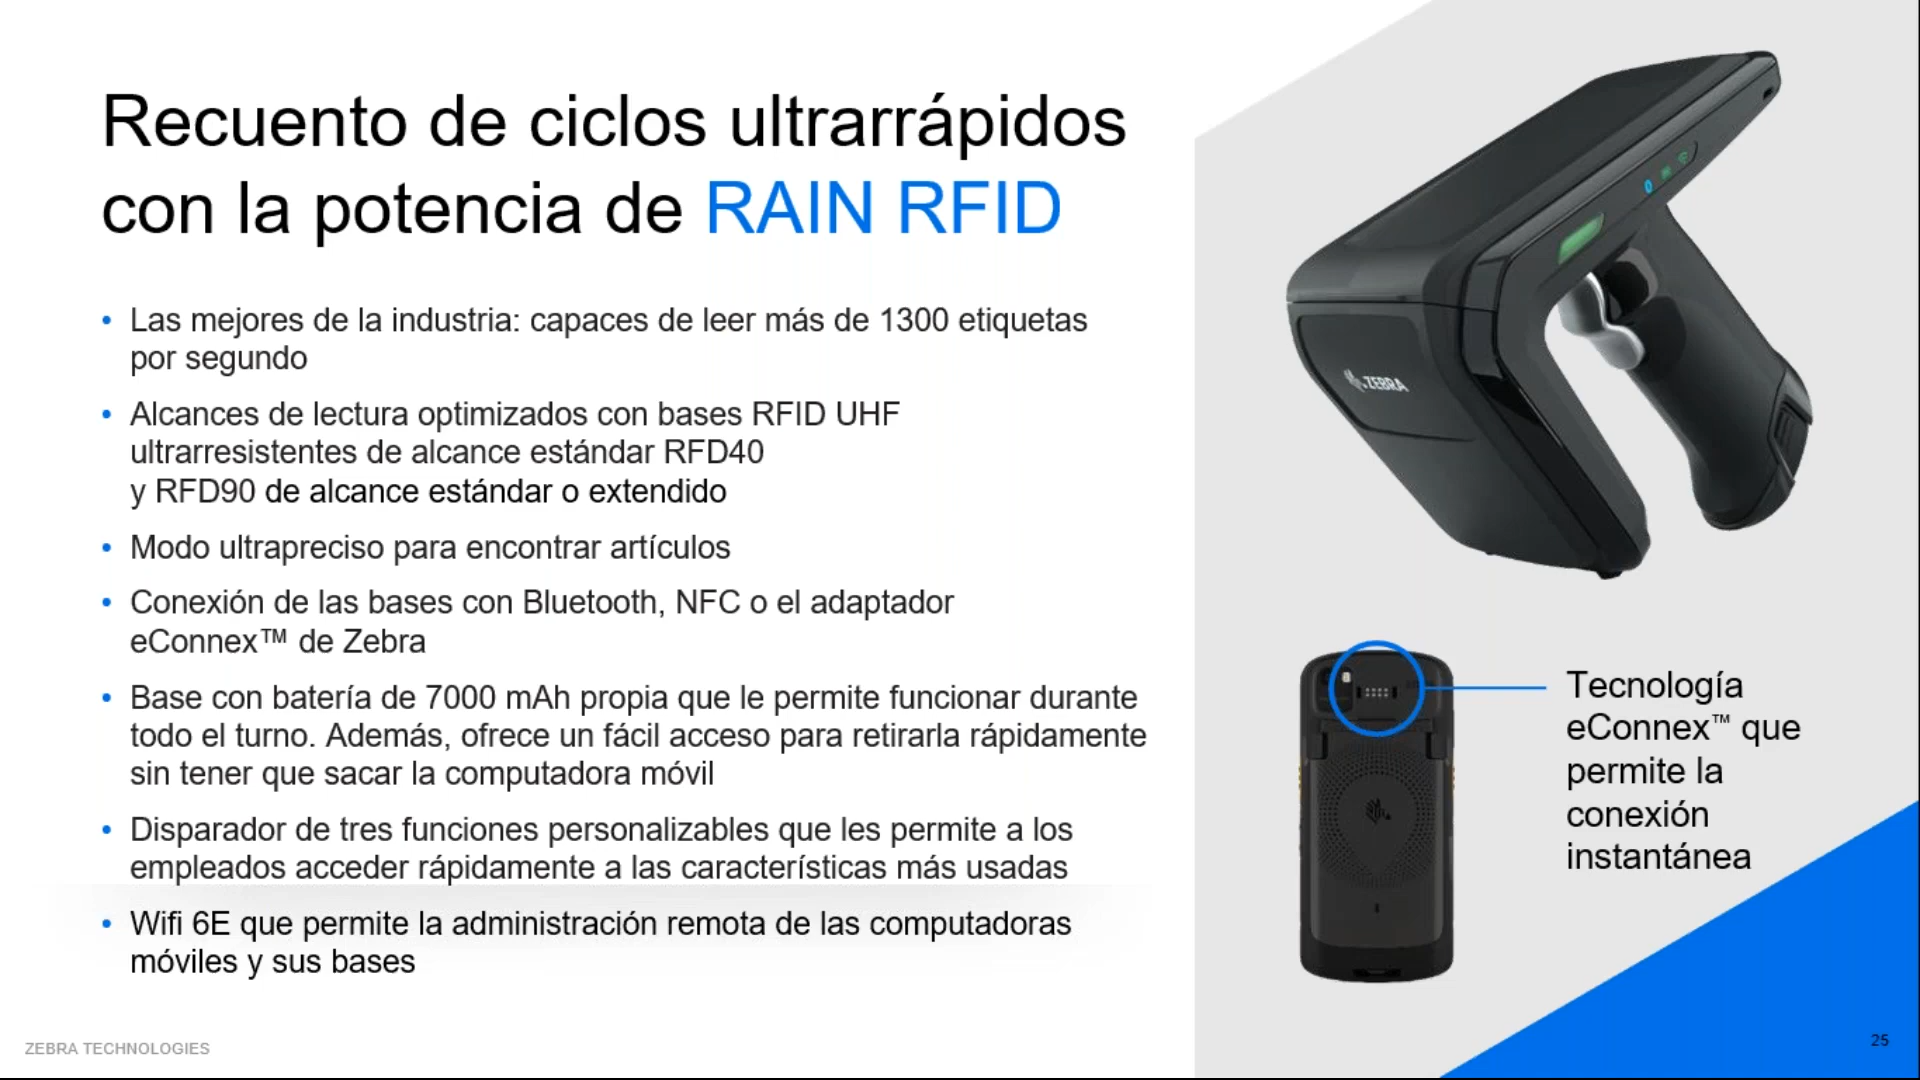 Recuento de ciclos ultrarrápidos
con la potencia de RAIN RFID
• Las mejores de la industria: capaces de leer más de 1300 etiquetas
por segundo
• Alcances de lectura optimizados con bases RFID UHF
ultrarresistentes de alcance estándar RFD40
y RFD90 de alcance estándar o extendido
• Modo ultrapreciso para encontrar artículos
• Conexión de las bases con Bluetooth, NFC o el adaptador
eConnex™ de Zebra
• Base con batería de 7000 mAh propia que le permite funcionar durante
todo el turno. Además, ofrece un fácil acceso para retirarla rápidamente
sin tener que sacar la computadora móvil
• Disparador de tres funciones personalizables que les permite a los
empleados acceder rápidamente a las características más usadas
• Wifi 6E que permite la administración remota de las computadoras
móviles y sus bases
ZEBRA
Tecnología
eConnex™ que
permite la
conexión
instantánea
ZEBRA TECHNOLOGIES
25